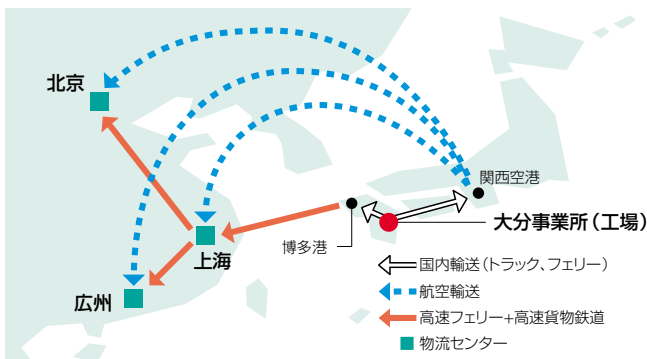 北京
関西空港
大分事業所（工場）
博多港
上海
広州
国内輸送（トラック、フェリー）
航空輸送
高速フェリー+高速貨物鉄道
物流センター